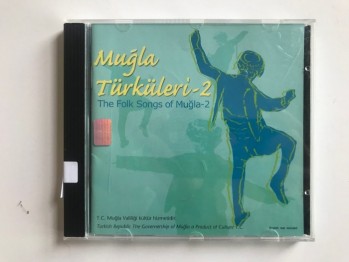 Muğla
Türküleri-2
The Folk Songs of Muğla-2
T.C. Muğla Valiliği Kültür Hizmetidir.
Turkish Republic The Governorship of Muğla is Product of Culture